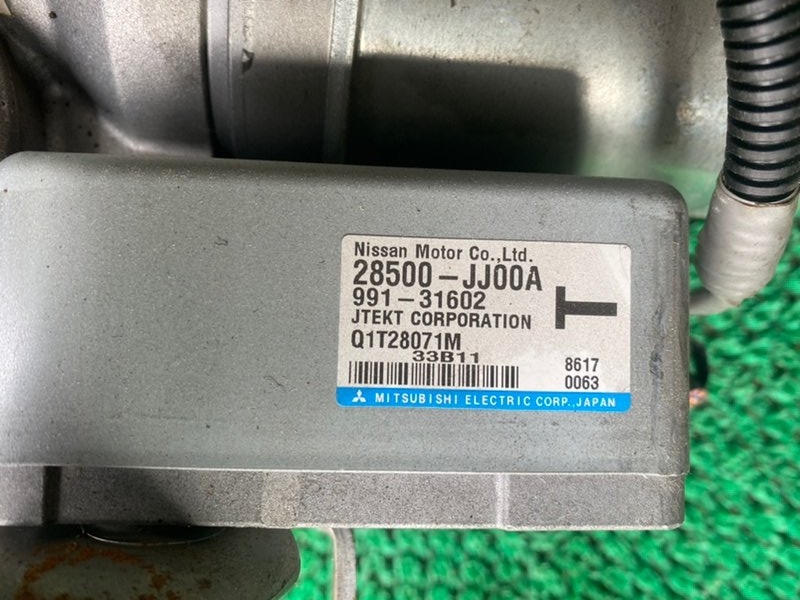 Nissan Motor Co.,Ltd.
28500-JJ00A
991-31602
JTEKT CORPORATION
Q1T28071M
33B11
8617
0063
T
MITSUBISHI ELECTRIC CORP.,JAPAN